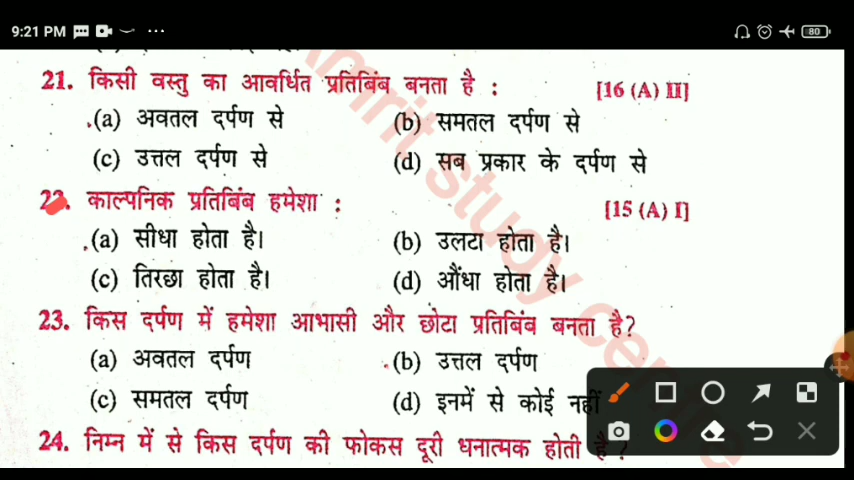 9:21 PM
80
21. किसी वस्तु का आवर्धित प्रतिबिंब बनता है : [16 (A) II]
(a) अवतल दर्पण से (b) समतल दर्पण से
(c) उत्तल दर्पण से (d) सब प्रकार के दर्पण से
22. काल्पनिक प्रतिबिंब हमेशा : [15 (A) I]
(a) सीधा होता है। (b) उलटा होता है।
(c) तिरछा होता है। (d) औंधा होता है।
23. किस दर्पण में हमेशा आभासी और छोटा प्रतिबिंब बनता है?
(a) अवतल दर्पण (b) उत्तल दर्पण
(c) समतल दर्पण (d) इनमें से कोई नहीं
24. निम्न में से किस दर्पण की फोकस दूरी धनात्मक होती है ?
Amrit study centre